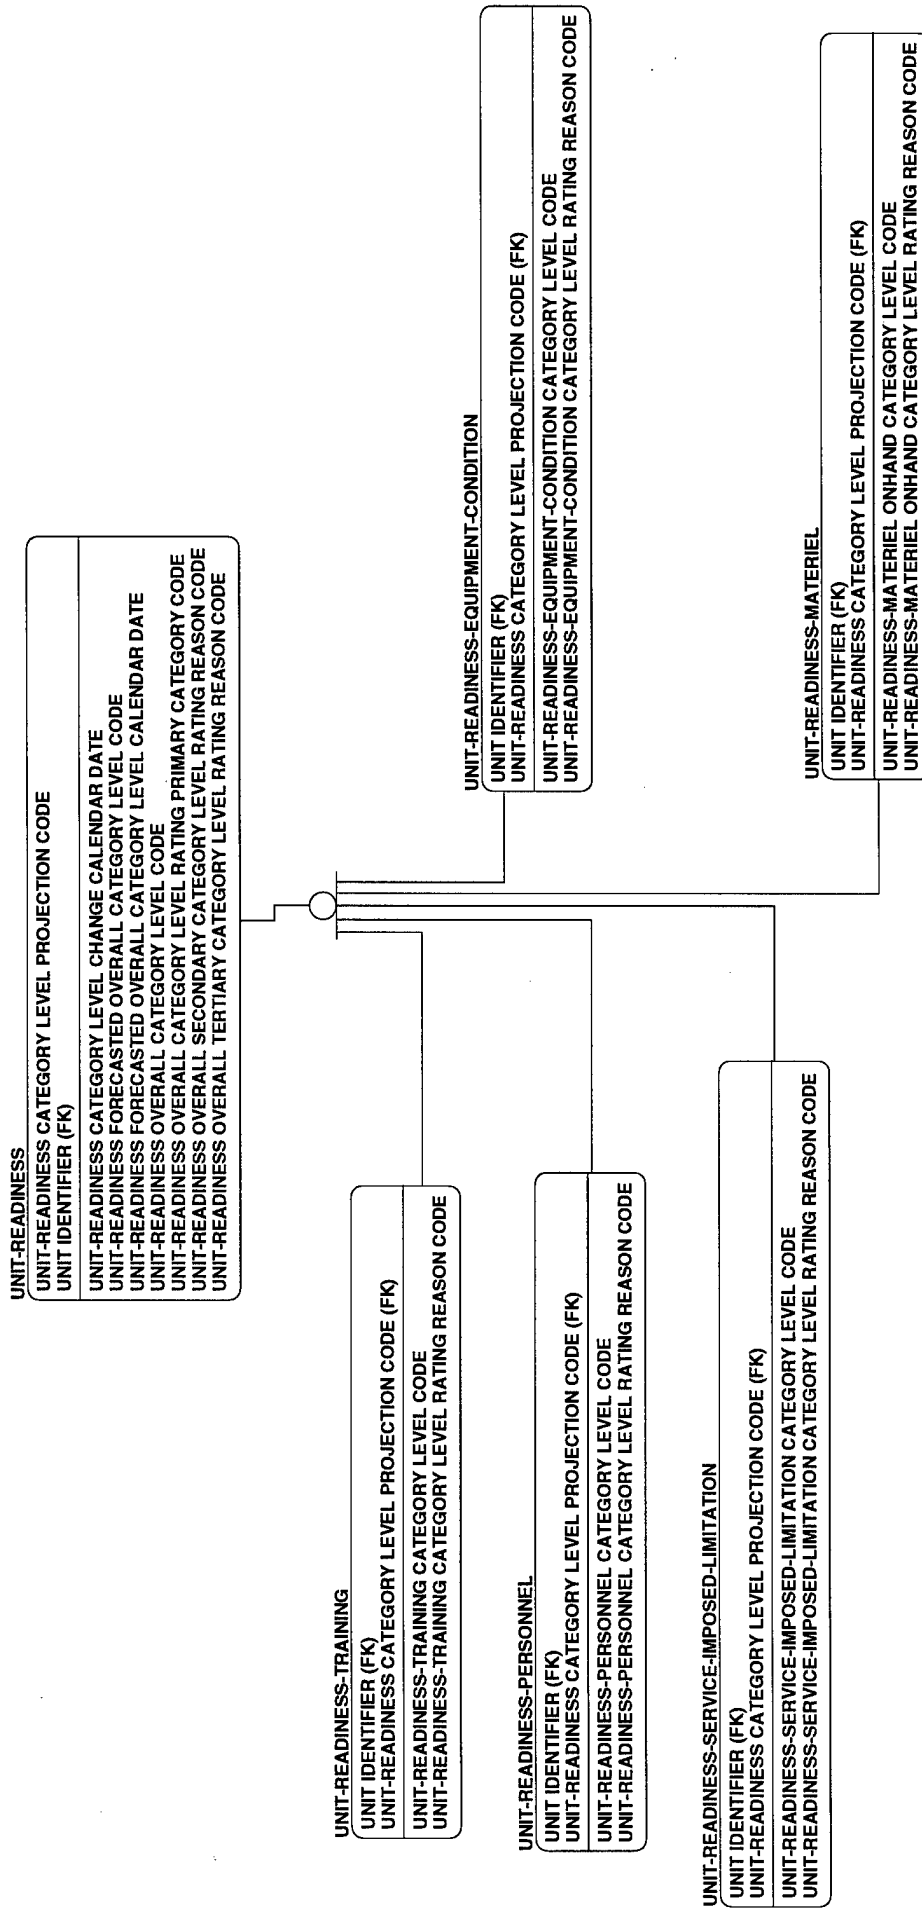 UNIT-READINESS
UNIT-READINESS CATEGORY LEVEL PROJECTION CODE
UNIT IDENTIFIER (FK)
UNIT-READINESS CATEGORY LEVEL CHANGE CALENDAR DATE
UNIT-READINESS FORECASTED OVERALL CATEGORY LEVEL CODE
UNIT-READINESS FORECASTED OVERALL CATEGORY LEVEL CALENDAR DATE
UNIT-READINESS OVERALL CATEGORY LEVEL CODE
UNIT-READINESS OVERALL CATEGORY LEVEL RATING PRIMARY CATEGORY CODE
UNIT-READINESS OVERALL SECONDARY CATEGORY LEVEL RATING REASON CODE
UNIT-READINESS OVERALL TERTIARY CATEGORY LEVEL RATING REASON CODE
UNIT-READINESS-TRAINING
UNIT IDENTIFIER (FK)
UNIT-READINESS CATEGORY LEVEL PROJECTION CODE (FK)
UNIT-READINESS-TRAINING CATEGORY LEVEL CODE
UNIT-READINESS-TRAINING CATEGORY LEVEL RATING REASON CODE
UNIT-READINESS-EQUIPMENT-CONDITION
UNIT IDENTIFIER (FK)
UNIT-READINESS CATEGORY LEVEL PROJECTION CODE (FK)
UNIT-READINESS-EQUIPMENT-CONDITION CATEGORY LEVEL CODE
UNIT-READINESS-EQUIPMENT-CONDITION CATEGORY LEVEL RATING REASON CODE
UNIT-READINESS-PERSONNEL
UNIT IDENTIFIER (FK)
UNIT-READINESS CATEGORY LEVEL PROJECTION CODE (FK)
UNIT-READINESS-PERSONNEL CATEGORY LEVEL CODE
UNIT-READINESS-PERSONNEL CATEGORY LEVEL RATING REASON CODE
UNIT-READINESS-SERVICE-IMPOSED-LIMITATION
UNIT IDENTIFIER (FK)
UNIT-READINESS CATEGORY LEVEL PROJECTION CODE (FK)
UNIT-READINESS-SERVICE-IMPOSED-LIMITATION CATEGORY LEVEL CODE
UNIT-READINESS-SERVICE-IMPOSED-LIMITATION CATEGORY LEVEL RATING REASON CODE
UNIT-READINESS-MATERIEL
UNIT IDENTIFIER (FK)
UNIT-READINESS CATEGORY LEVEL PROJECTION CODE (FK)
UNIT-READINESS-MATERIEL ONHAND CATEGORY LEVEL CODE
UNIT-READINESS-MATERIEL ONHAND CATEGORY LEVEL RATING REASON CODE